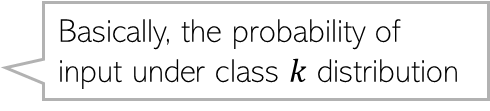 Basically, the probability of
input under class k distribution